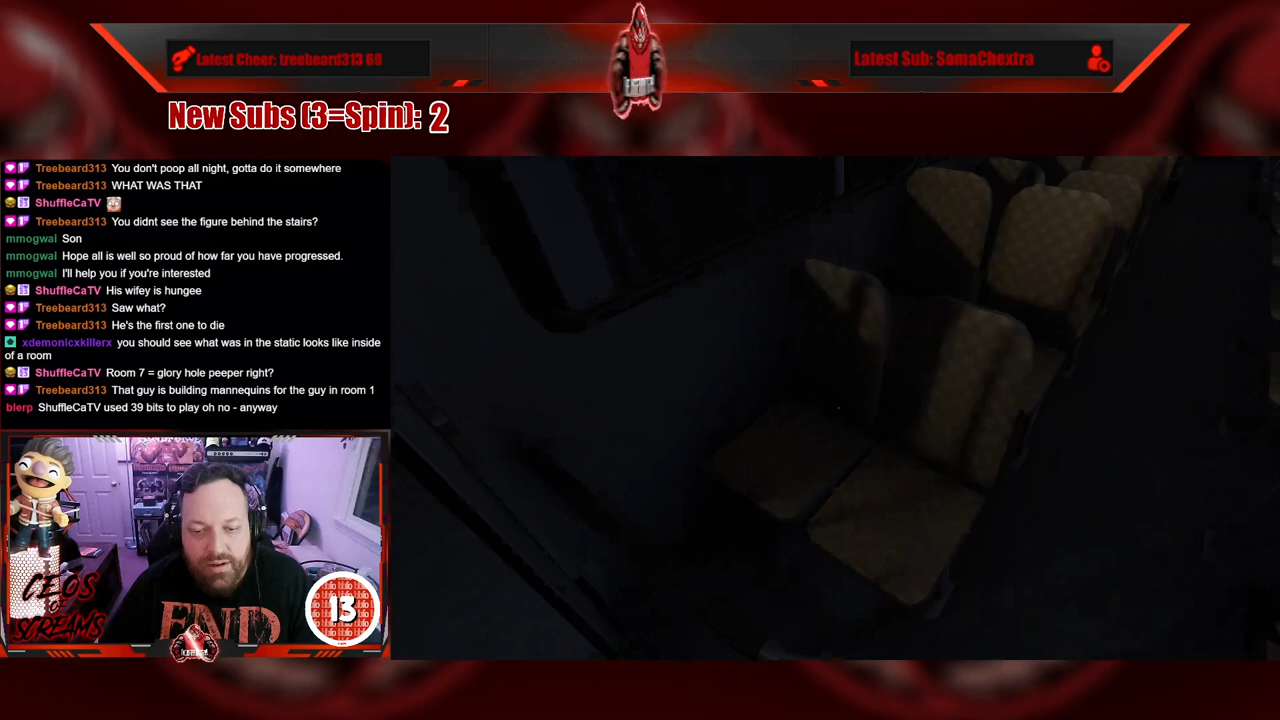 Latest Cheer: treebeard313 69
Latest Sub: SomaChextra
New Subs (3=Spin): 2
Treebeard313 You don't poop all night, gotta do it somewhere
Treebeard313 WHAT WAS THAT
ShuffleCaTV
Treebeard313 You didnt see the figure behind the stairs?
mmogwal Son
mmogwal Hope all is well so proud of how far you have progressed.
mmogwal I'll help you if you're interested
ShuffleCaTV His wifey is hungee
Treebeard313 Saw what?
Treebeard313 He's the first one to die
xdemonicxkillerx you should see what was in the static looks like inside
of a room
ShuffleCaTV Room 7 = glory hole peeper right?
Treebeard313 That guy is building mannequins for the guy in room 1
blerp ShuffleCaTV used 39 bits to play oh no - anyway
CEOS
OF
SCREAMS
END
13